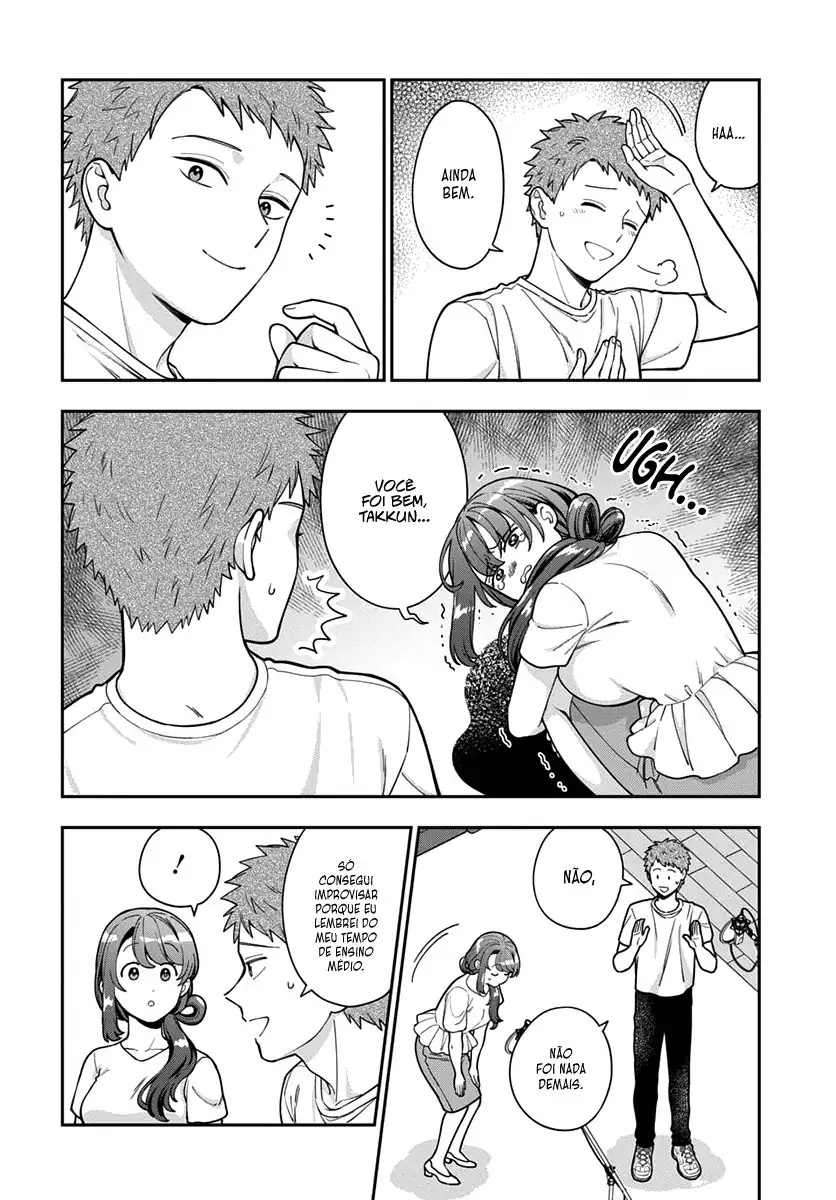 HAA...
AINDA
BEM.
UGH...
VOCÊ
FOI BEM,
TAKKUN...
NÃO,
NÃO
FOI NADA
DEMAIS.
SÓ
CONSEGUI
IMPROVISAR
PORQUE EU
LEMBREI DO
MEU TEMPO
DE ENSINO
MÉDIO.
!